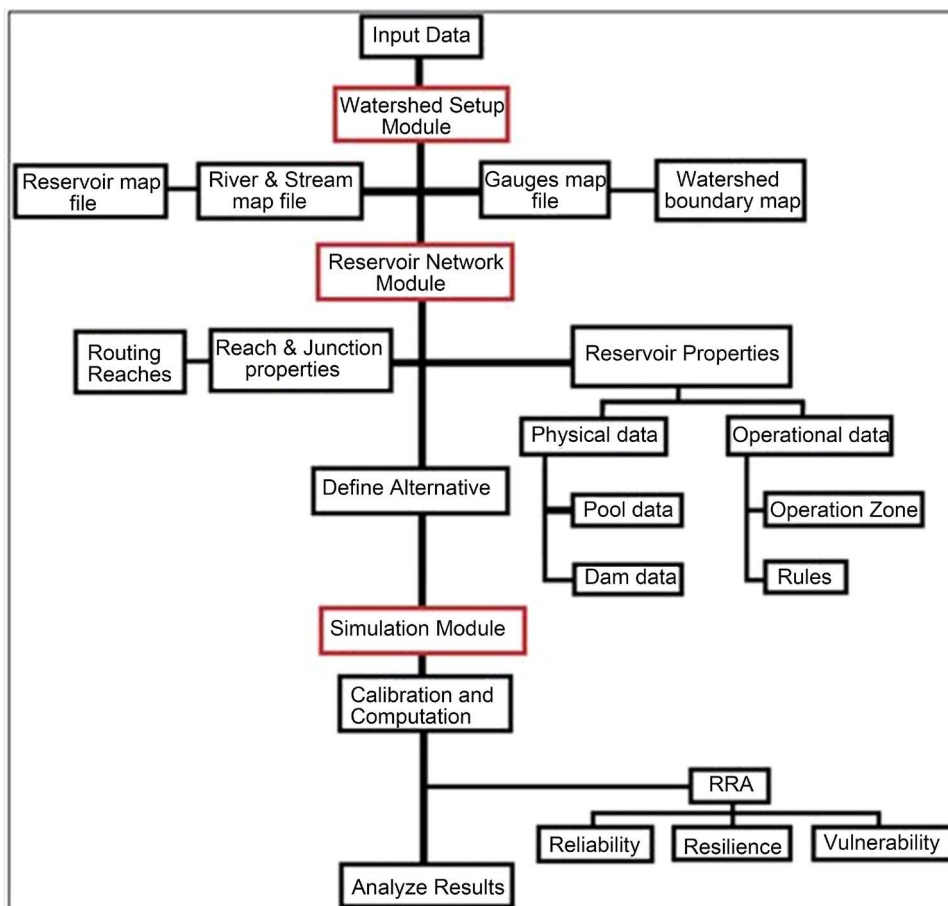 Input Data
Watershed Setup
Module
Reservoir map
file
River & Stream
map file
Gauges map
file
Watershed
boundary map
Reservoir Network
Module
Routing
Reaches
Reach & Junction
properties
Reservoir Properties
Physical data
Operational data
Define Alternative
Pool data
Operation Zone
Dam data
Rules
Simulation Module
Calibration and
Computation
RRA
Reliability
Resilience
Vulnerability
Analyze Results